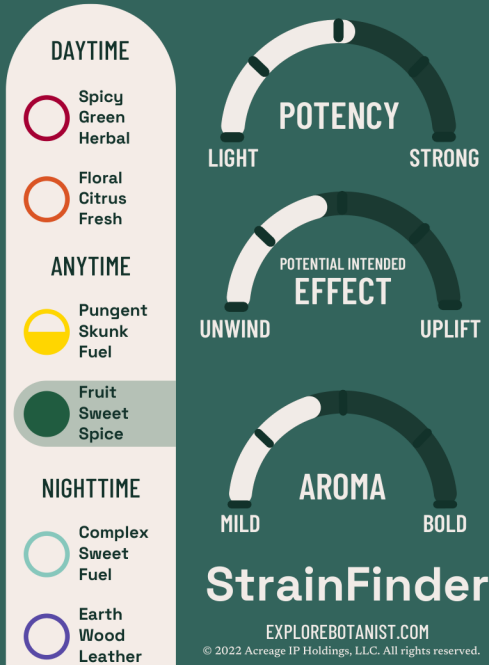 DAYTIME
Spicy
Green
Herbal
Floral
Citrus
Fresh
ANYTIME
Pungent
Skunk
Fuel
Fruit
Sweet
Spice
NIGHTTIME
Complex
Sweet
Fuel
Earth
Wood
Leather
POTENCY
LIGHT STRONG
POTENTIAL INTENDED
EFFECT
UNWIND UPLIFT
AROMA
MILD BOLD
StrainFinder
EXPLOREBOTANIST.COM
© 2022 Acreage IP Holdings, LLC. All rights reserved.